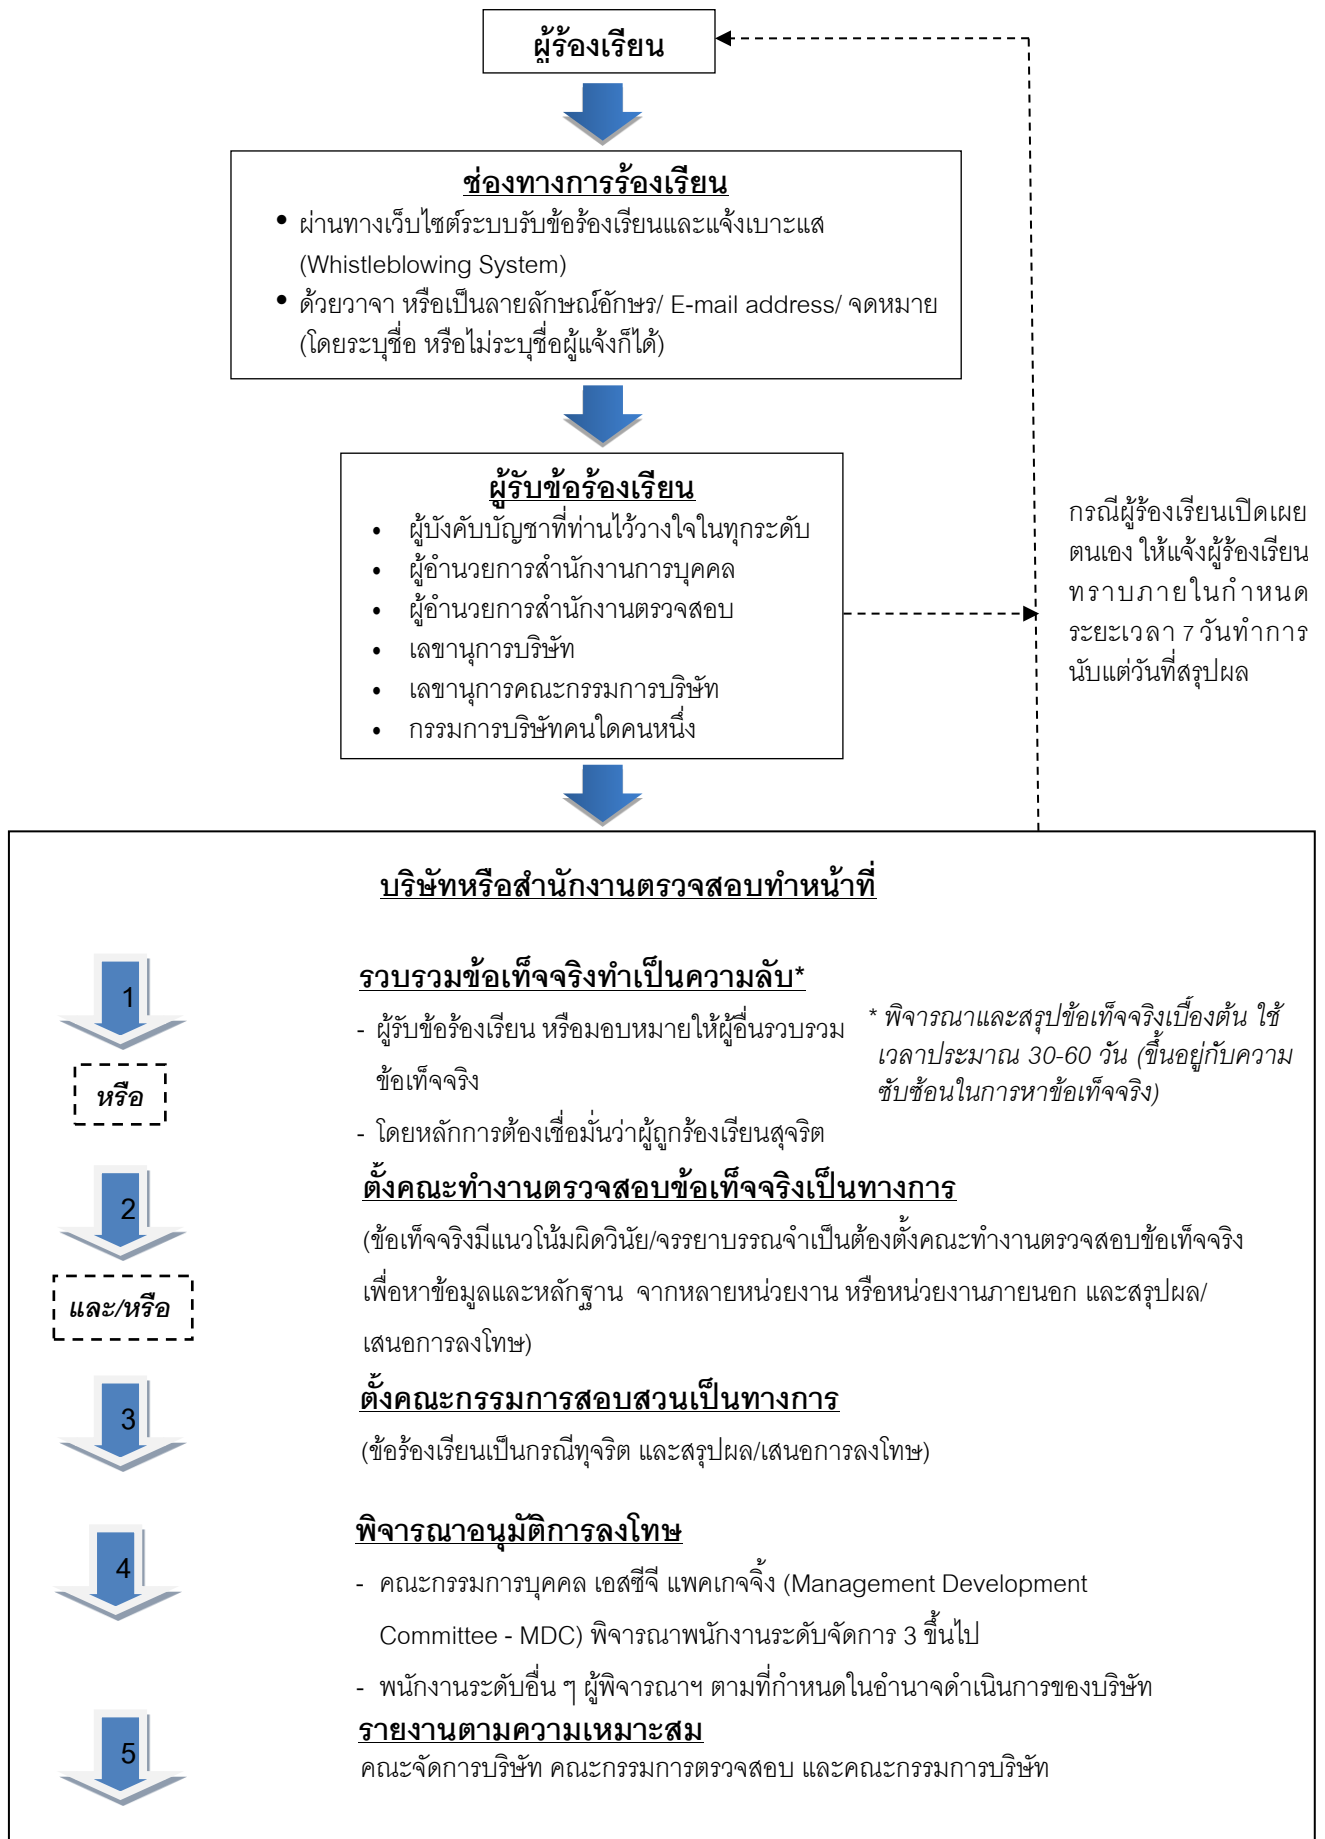 ผู้ร้องเรียน
ช่องทางการร้องเรียน
• ผ่านทางเว็บไซต์ระบบรับข้อร้องเรียนและแจ้งเบาะแส
(Whistleblowing System)
• ด้วยวาจา หรือเป็นลายลักษณ์อักษร/ E-mail address/ จดหมาย
(โดยระบุชื่อ หรือไม่ระบุชื่อผู้แจ้งก็ได้)
ผู้รับข้อร้องเรียน
• ผู้บังคับบัญชาที่ท่านไว้วางใจในทุกระดับ
• ผู้อำนวยการสำนักงานการบุคคล
• ผู้อำนวยการสำนักงานตรวจสอบ
• เลขานุการบริษัท
• เลขานุการคณะกรรมการบริษัท
• กรรมการบริษัทคนใดคนหนึ่ง
กรณีผู้ร้องเรียนเปิดเผย
ตนเอง ให้แจ้งผู้ร้องเรียน
ทราบภายในกำหนด
ระยะเวลา 7 วันทำการ
นับแต่วันที่สรุปผล
บริษัทหรือสำนักงานตรวจสอบทำหน้าที่
1
รวบรวมข้อเท็จจริงทำเป็นความลับ*
- ผู้รับข้อร้องเรียน หรือมอบหมายให้ผู้อื่นรวบรวม
ข้อเท็จจริง
- โดยหลักการต้องเชื่อมั่นว่าผู้ถูกร้องเรียนสุจริต
* พิจารณาและสรุปข้อเท็จจริงเบื้องต้น ใช้
เวลาประมาณ 30-60 วัน (ขึ้นอยู่กับความ
ซับซ้อนในการหาข้อเท็จจริง)
หรือ
2
ตั้งคณะทำงานตรวจสอบข้อเท็จจริงเป็นทางการ
(ข้อเท็จจริงมีแนวโน้มผิดวินัย/จรรยาบรรณจำเป็นต้องตั้งคณะทำงานตรวจสอบข้อเท็จจริง
เพื่อหาข้อมูลและหลักฐาน จากหลายหน่วยงาน หรือหน่วยงานภายนอก และสรุปผล/
เสนอการลงโทษ)
และ/หรือ
3
ตั้งคณะกรรมการสอบสวนเป็นทางการ
(ข้อร้องเรียนเป็นกรณีทุจริต และสรุปผล/เสนอการลงโทษ)
4
พิจารณาอนุมัติการลงโทษ
- คณะกรรมการบุคคล เอสซีจี แพคเกจจิ้ง (Management Development
Committee - MDC) พิจารณาพนักงานระดับจัดการ 3 ขึ้นไป
- พนักงานระดับอื่น ๆ ผู้พิจารณาฯ ตามที่กำหนดในอำนาจดำเนินการของบริษัท
5
รายงานตามความเหมาะสม
คณะจัดการบริษัท คณะกรรมการตรวจสอบ และคณะกรรมการบริษัท